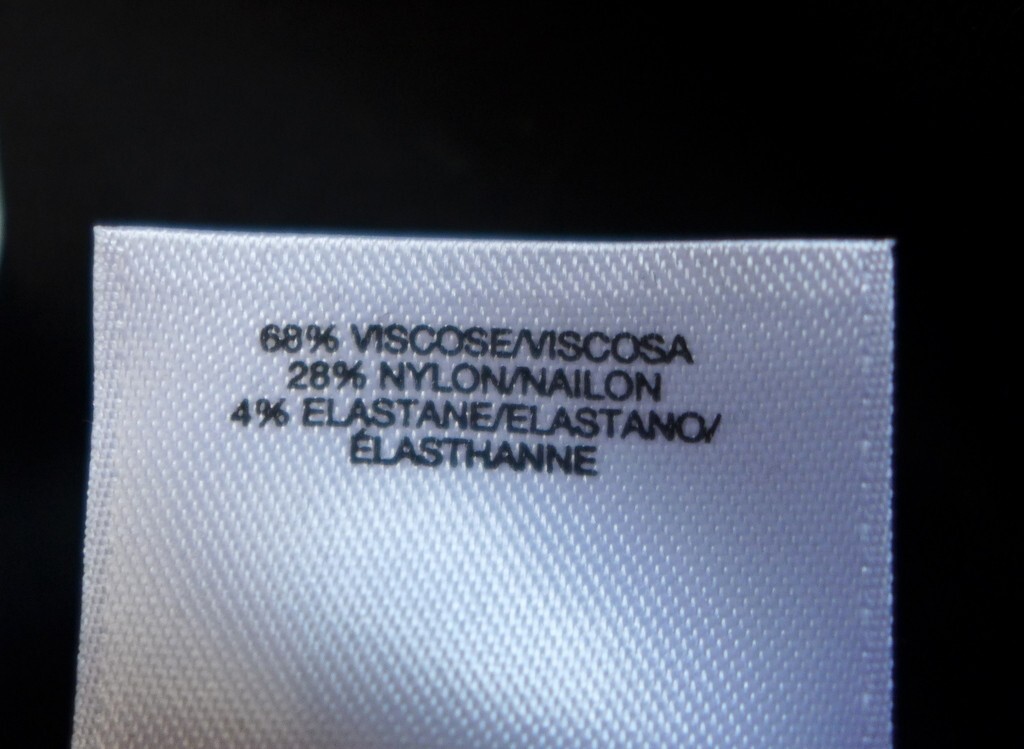 68% VISCOSE/VISCOSA
28% NYLON/NAILON
4% ELASTANE/ELASTANO/
ÉLASTHANNE